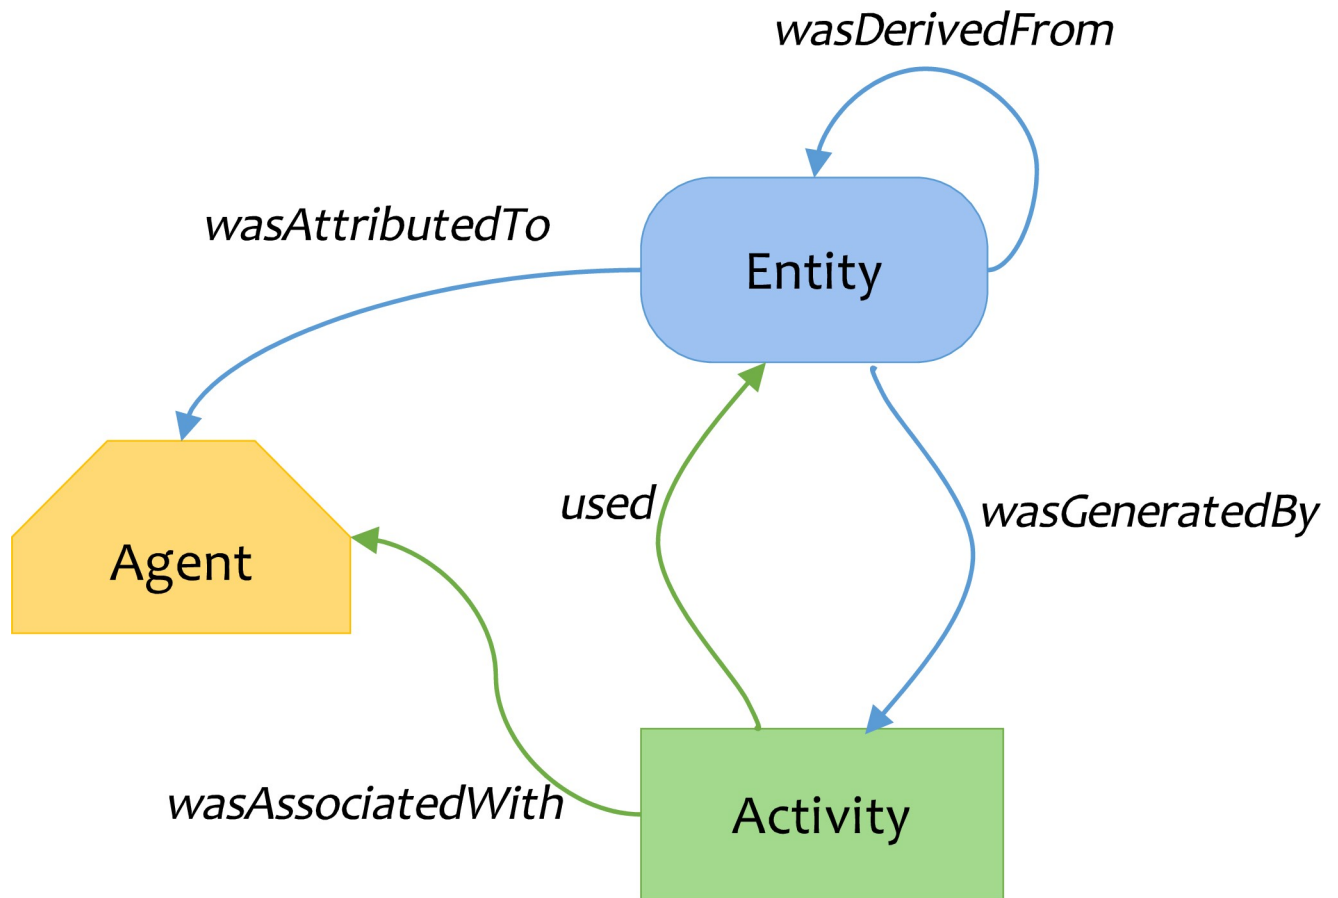 wasDerivedFrom
wasAttributedTo
Entity
used
wasGeneratedBy
Agent
wasAssociatedWith
Activity